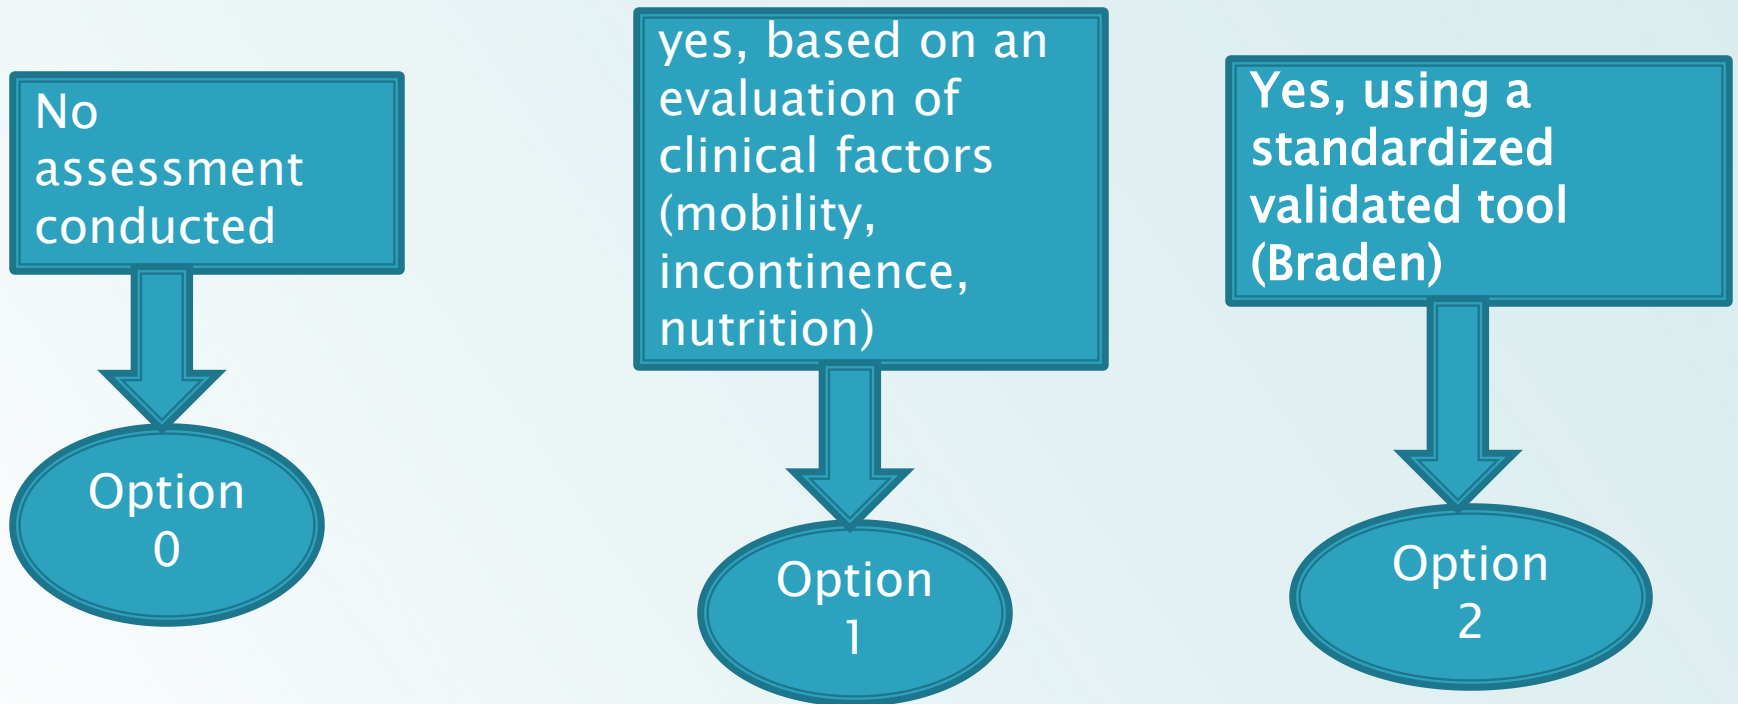 No
assessment
conducted
Option
0
yes, based on an
evaluation of
clinical factors
(mobility,
incontinence,
nutrition)
Option
1
Yes, using a
standardized
validated tool
(Braden)
Option
2